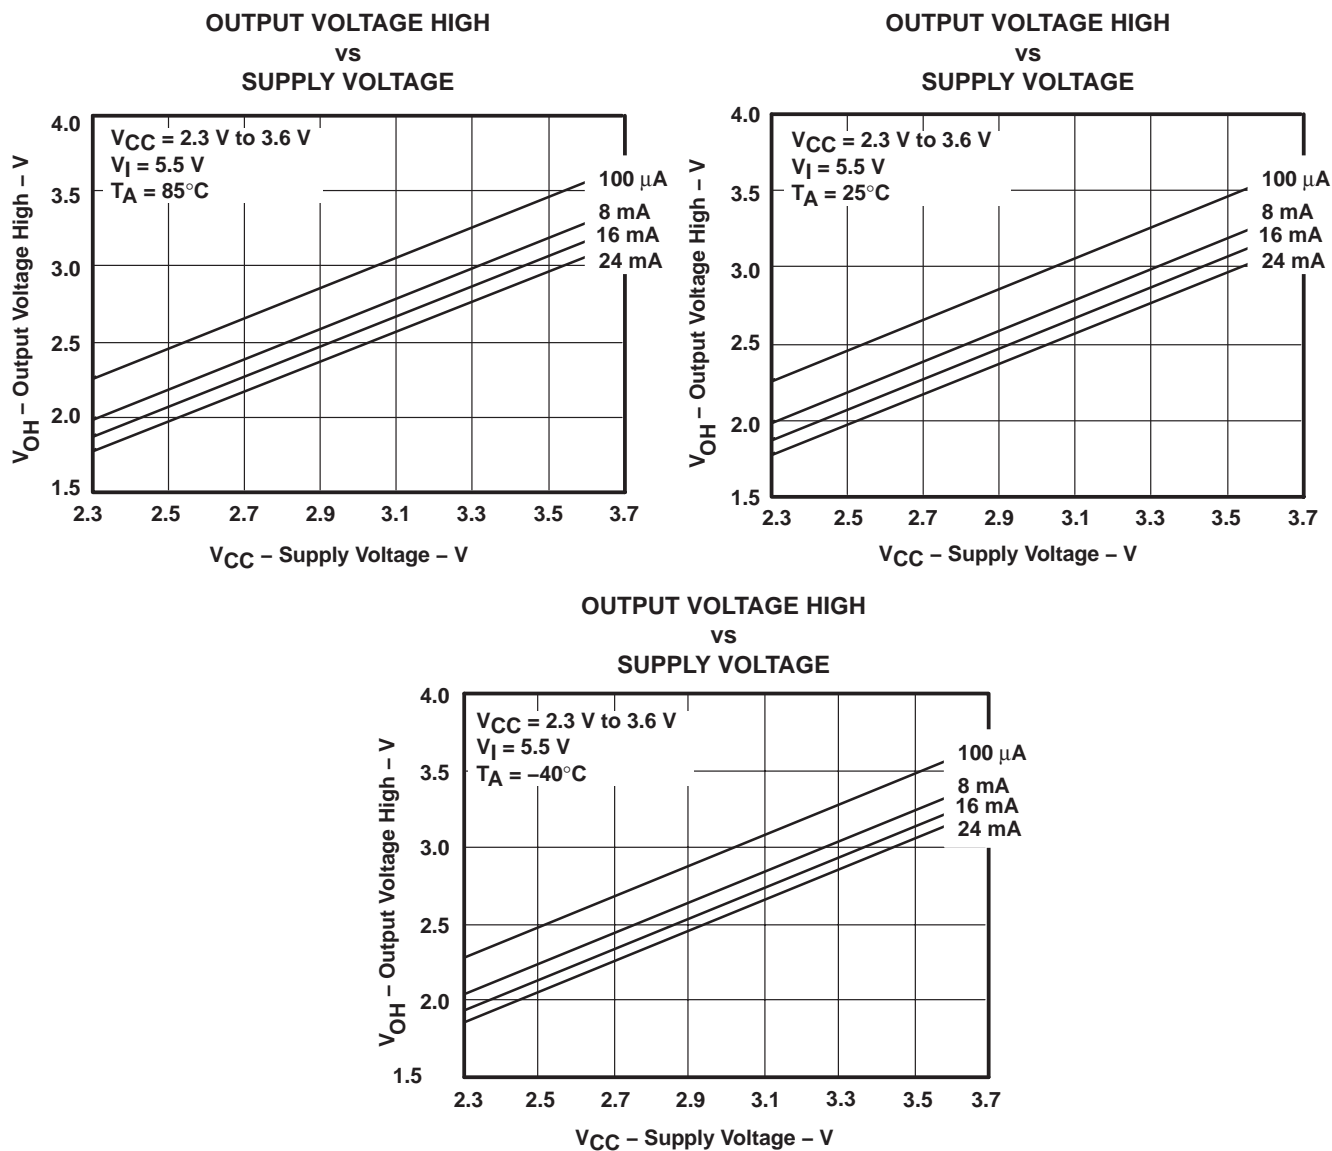 OUTPUT VOLTAGE HIGH
vs
SUPPLY VOLTAGE
4.0
3.5
3.0
2.5
2.0
1.5
VOH – Output Voltage High – V
VCC = 2.3 V to 3.6 V
VI = 5.5 V
TA = 85°C
100 μA
8 mA
16 mA
24 mA
2.3 2.5 2.7 2.9 3.1 3.3 3.5 3.7
VCC – Supply Voltage – V
OUTPUT VOLTAGE HIGH
vs
SUPPLY VOLTAGE
4.0
3.5
3.0
2.5
2.0
1.5
VOH – Output Voltage High – V
VCC = 2.3 V to 3.6 V
VI = 5.5 V
TA = 25°C
100 μA
8 mA
16 mA
24 mA
2.3 2.5 2.7 2.9 3.1 3.3 3.5 3.7
VCC – Supply Voltage – V
OUTPUT VOLTAGE HIGH
vs
SUPPLY VOLTAGE
4.0
3.5
3.0
2.5
2.0
1.5
VOH – Output Voltage High – V
VCC = 2.3 V to 3.6 V
VI = 5.5 V
TA = –40°C
100 μA
8 mA
16 mA
24 mA
2.3 2.5 2.7 2.9 3.1 3.3 3.5 3.7
VCC – Supply Voltage – V